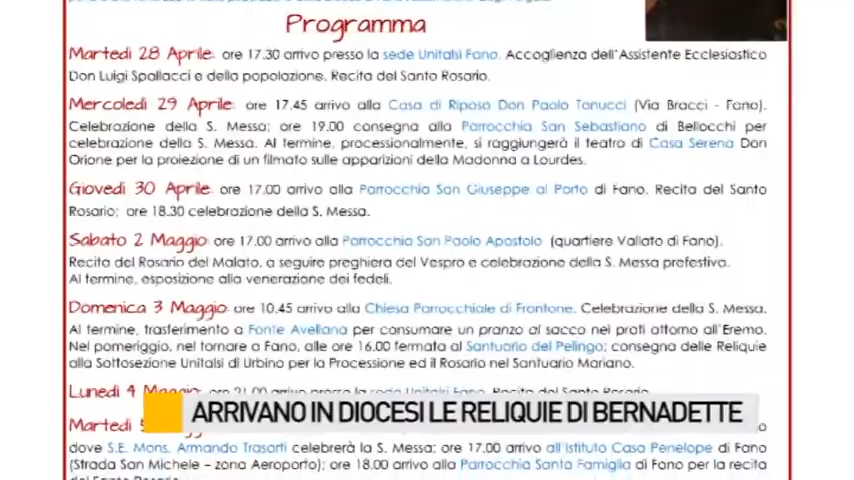 Programma
Martedì 28 Aprile: ore 17.30 arrivo presso la sede Unitalsi Fano. Accoglienza dell'Assistente Ecclesiastico
Don Luigi Spallacci e della popolazione. Recita del Santo Rosario.
Mercoledì 29 Aprile: ore 17.45 arrivo alla Casa di Riposo Don Paolo Tonucci (Via Bracci - Fano).
Celebrazione della S. Messa; ore 19.00 consegna alla Parrocchia San Sebastiano di Bellocchi per
celebrazione della S. Messa. Al termine, processionalmente, si raggiungerà il teatro di Casa Serena Don
Orione per la proiezione di un filmato sulle apparizioni della Madonna a Lourdes.
Giovedì 30 Aprile: ore 17.00 arrivo alla Parrocchia San Giuseppe al Porto di Fano. Recita del Santo
Rosario; ore 18.30 celebrazione della S. Messa.
Sabato 2 Maggio: ore 17.00 arrivo alla Parrocchia San Paolo Apostolo (quartiere Vallato di Fano).
Recita del Rosario del Malato, a seguire preghiera del Vespro e celebrazione della S. Messa prefestiva.
Al termine, esposizione alla venerazione dei fedeli.
Domenica 3 Maggio: ore 10.45 arrivo alla Chiesa Parrocchiale di Frontone. Celebrazione della S. Messa.
Al termine, trasferimento a Fonte Avellana per consumare un pranzo al sacco nei prati attorno all'Eremo.
Nel pomeriggio, nel tornare a Fano, alle ore 16.00 fermata al Santuario del Pelingo; consegna delle Reliquie
alla Sottosezione Unitalsi di Urbino per la Processione ed il Rosario nel Santuario Mariano.
Lunedì 4 Maggio: ore 21.00 arrivo presso la sede Unitalsi Fano. Recita del Santo Rosario.
ARRIVANO IN DIOCESI LE RELIQUIE DI BERNADETTE
Martedì 5
dove S.E. Mons. Armando Trasarti celebrerà la S. Messa; ore 17.00 arrivo all'Istituto Casa Penelope di Fano
(Strada San Michele – zona Aeroporto); ore 18.00 arrivo alla Parrocchia Santa Famiglia di Fano per la recita